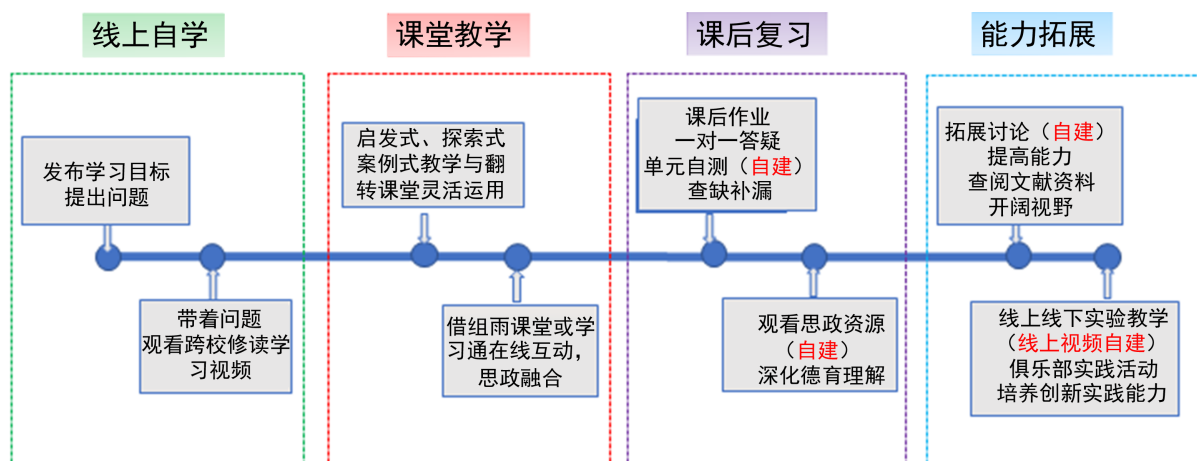 线上自学
课堂教学
课后复习
能力拓展
发布学习目标
提出问题
带着问题
观看跨校修读学
习视频
启发式、探索式
案例式教学与翻
转课堂灵活运用
借组雨课堂或学
习通在线互动,
思政融合
课后作业
一对一答疑
单元自测（自建）
查缺补漏
观看思政资源
（自建）
深化德育理解
拓展讨论（自建）
提高能力
查阅文献资料
开阔视野
线上线下实验教学
（线上视频自建）
俱乐部实践活动
培养创新实践能力